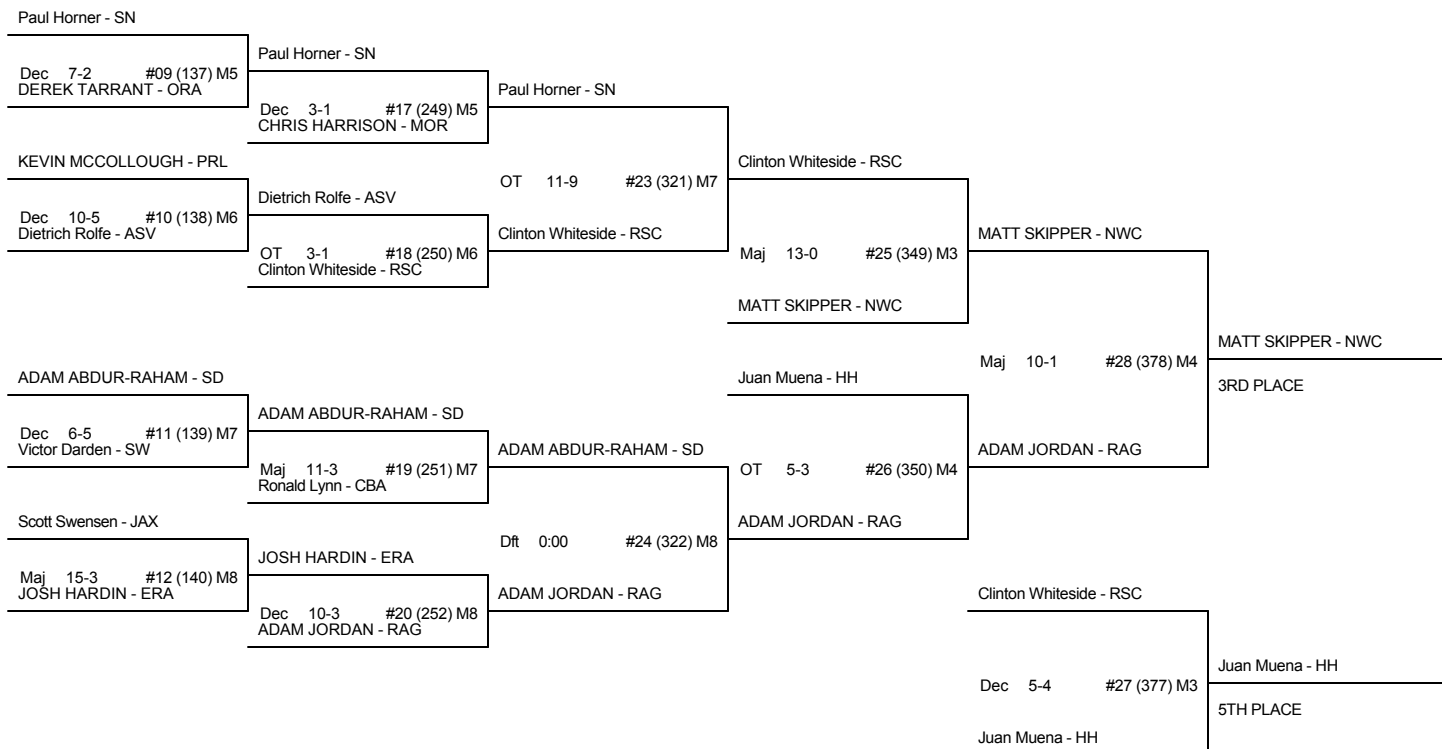 Paul Horner - SN
Paul Horner - SN
Dec 7-2 #09 (137) M5
DEREK TARRANT - ORA
Paul Horner - SN
Dec 3-1 #17 (249) M5
CHRIS HARRISON - MOR
KEVIN MCCOLLOUGH - PRL
Clinton Whiteside - RSC
OT 11-9 #23 (321) M7
Dietrich Rolfe - ASV
Dec 10-5 #10 (138) M6
Dietrich Rolfe - ASV
Clinton Whiteside - RSC
MATT SKIPPER - NWC
OT 3-1 #18 (250) M6
Clinton Whiteside - RSC
Maj 13-0 #25 (349) M3
MATT SKIPPER - NWC
MATT SKIPPER - NWC
Maj 10-1 #28 (378) M4
3RD PLACE
ADAM ABDUR-RAHAM - SD
Juan Muena - HH
ADAM ABDUR-RAHAM - SD
Dec 6-5 #11 (139) M7
Victor Darden - SW
ADAM ABDUR-RAHAM - SD
ADAM JORDAN - RAG
Maj 11-3 #19 (251) M7
Ronald Lynn - CBA
OT 5-3 #26 (350) M4
Scott Swensen - JAX
ADAM JORDAN - RAG
Dft 0:00 #24 (322) M8
JOSH HARDIN - ERA
Maj 15-3 #12 (140) M8
JOSH HARDIN - ERA
ADAM JORDAN - RAG
Clinton Whiteside - RSC
Dec 10-3 #20 (252) M8
ADAM JORDAN - RAG
Juan Muena - HH
Dec 5-4 #27 (377) M3
5TH PLACE
Juan Muena - HH